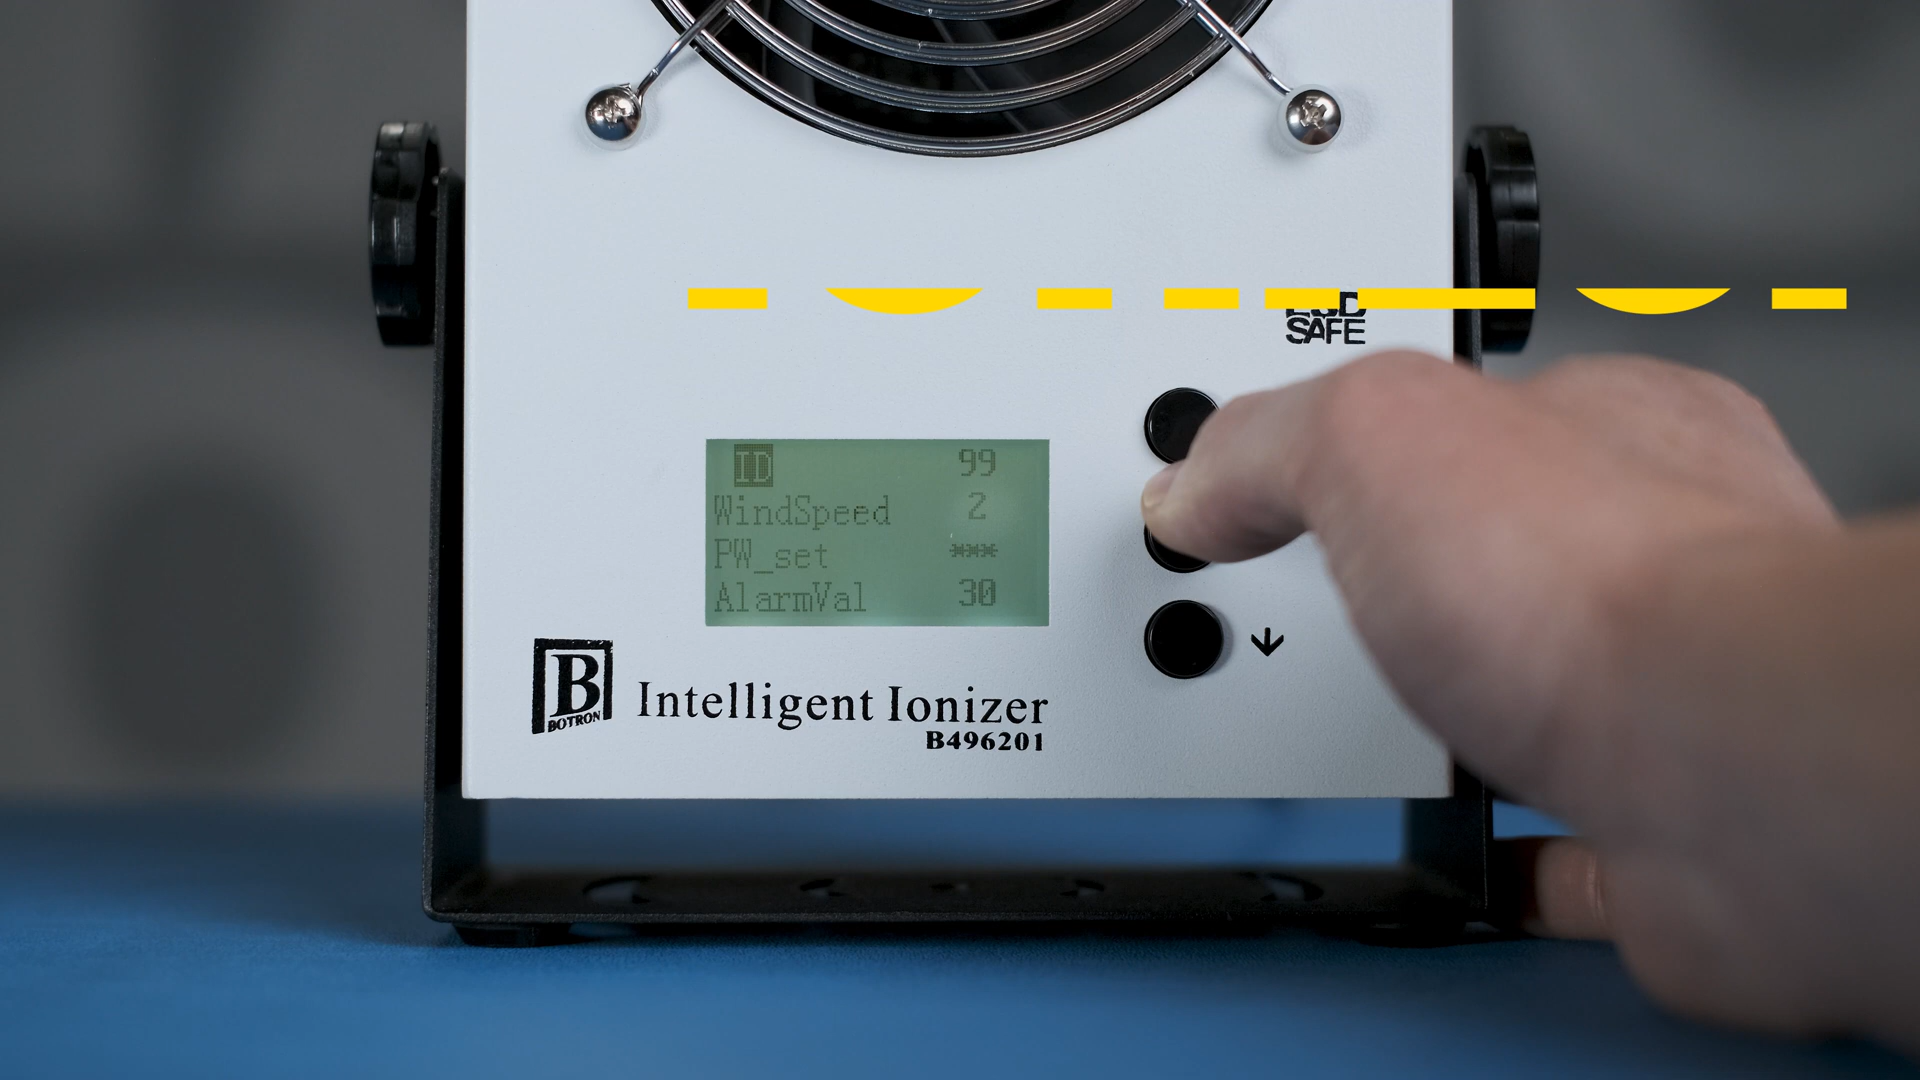 SAFE
ID 99
WindSpeed 2
PW_set ***
AlarmVal 30
B
BOTRON
Intelligent Ionizer
B496201